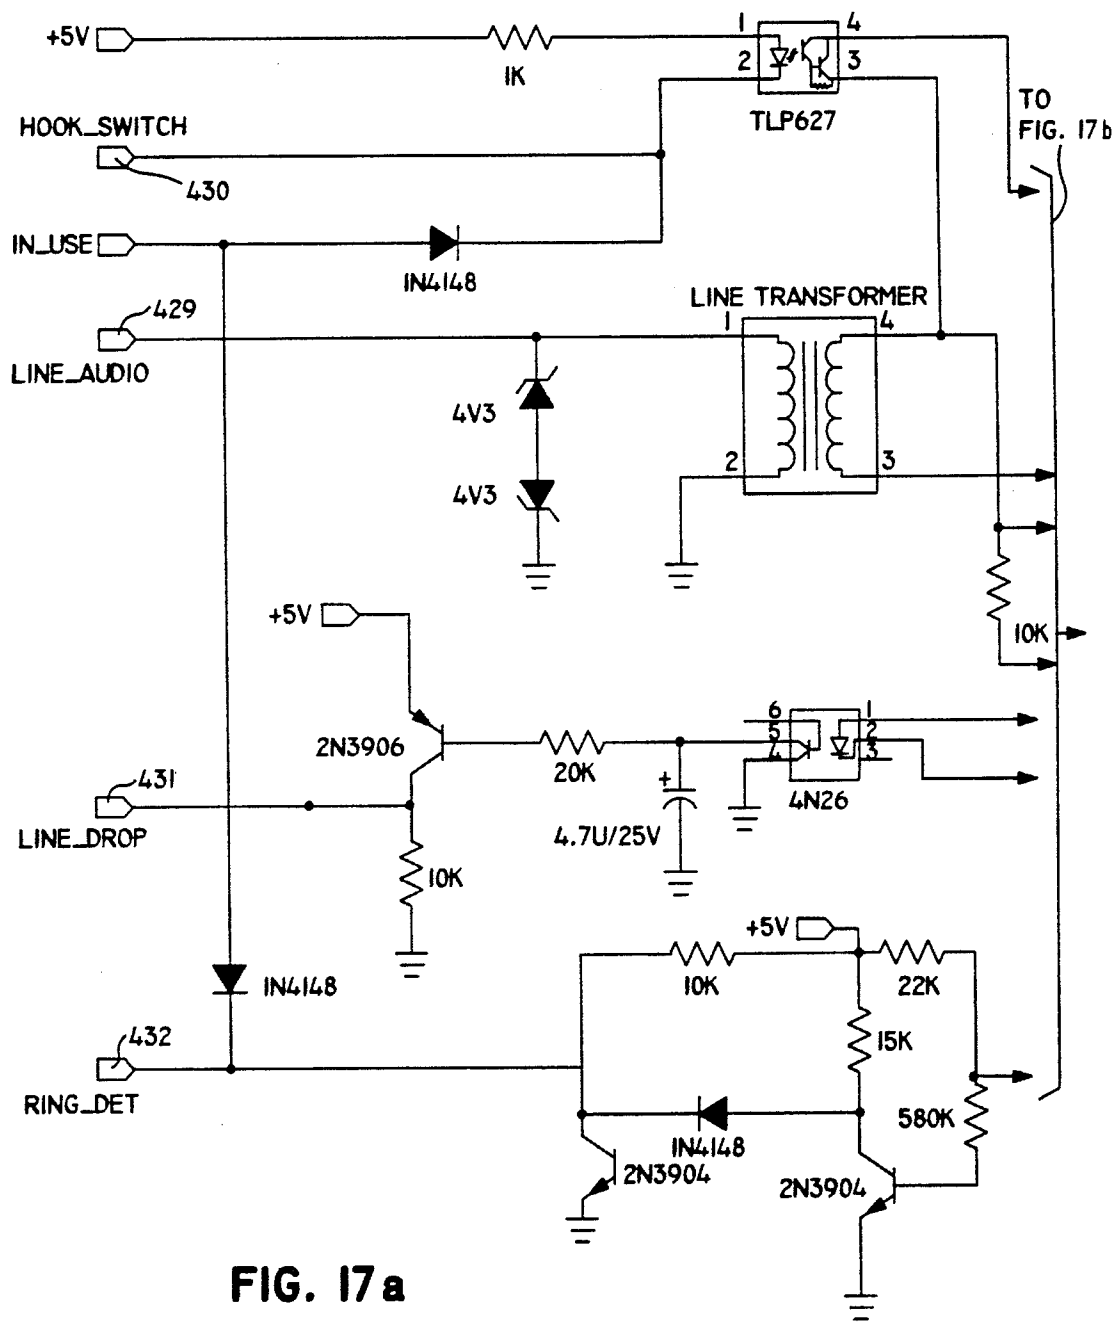 +5V
1K
1
2
4
3
TLP627
TO
FIG. 17b
HOOK_SWITCH
430
IN_USE
IN4148
429
LINE_AUDIO
LINE TRANSFORMER
1
4
2
3
4V3
4V3
10K
+5V
2N3906
20K
6
5
4
1
2
3
4N26
431
LINE_DROP
+
4.7U/25V
10K
+5V
10K
22K
IN4148
15K
432
RING_DET
580K
IN4148
2N3904
2N3904
FIG. 17a